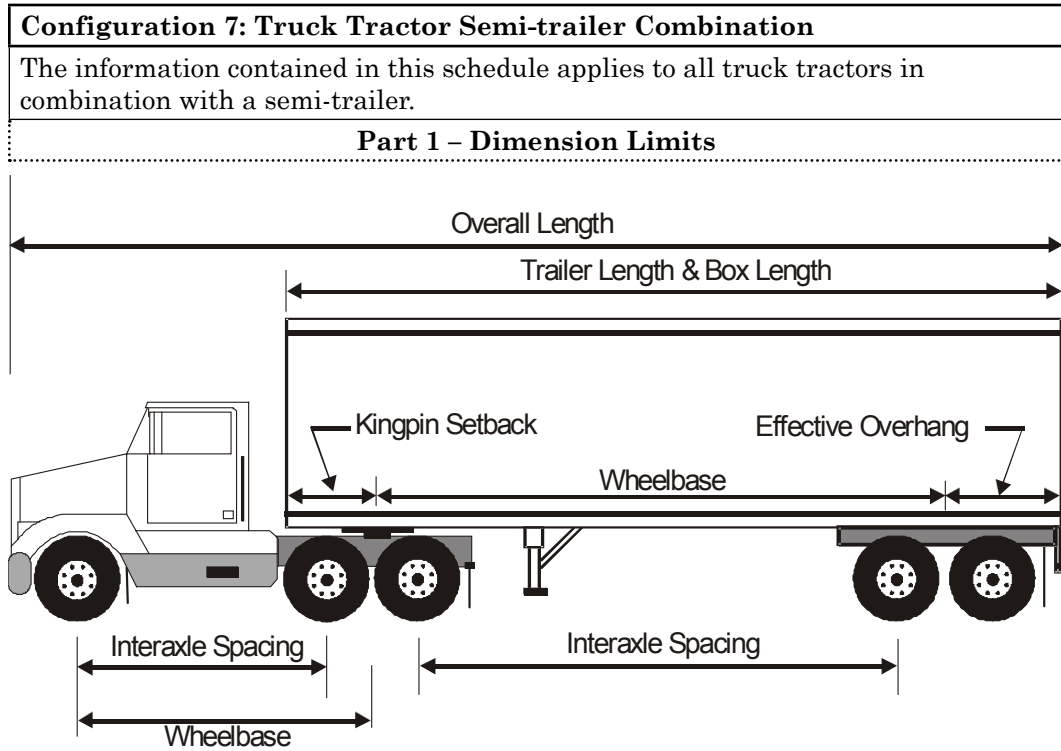 Configuration 7: Truck Tractor Semi-trailer Combination
The information contained in this schedule applies to all truck tractors in
combination with a semi-trailer.
Part 1 – Dimension Limits
Overall Length
Trailer Length & Box Length
Kingpin Setback
Effective Overhang
Wheelbase
Interaxle Spacing
Interaxle Spacing
Wheelbase